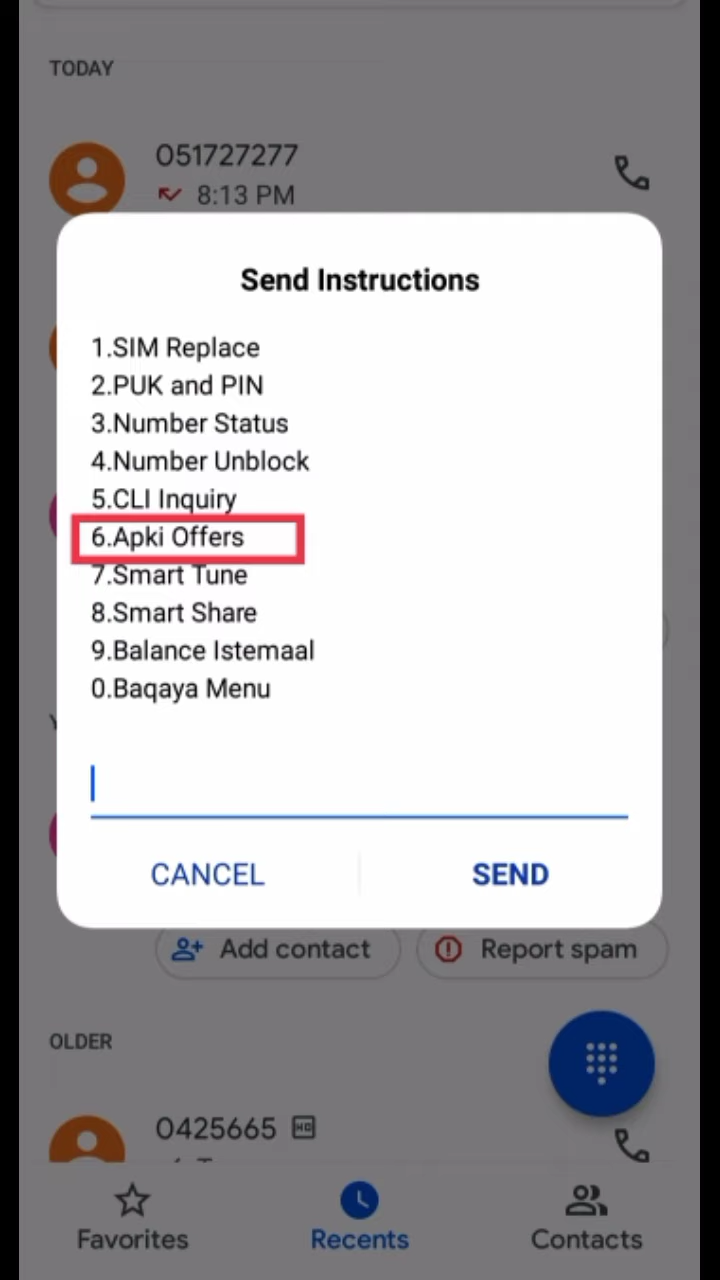 TODAY
051727277
8:13 PM
Send Instructions
1.SIM Replace
2.PUK and PIN
3.Number Status
4.Number Unblock
5.CLI Inquiry
6.Apki Offers
7.Smart Tune
8.Smart Share
9.Balance Istemaal
0.Baqaya Menu
CANCEL
SEND
Add contact
Report spam
OLDER
0425665 HD
Favorites
Recents
Contacts